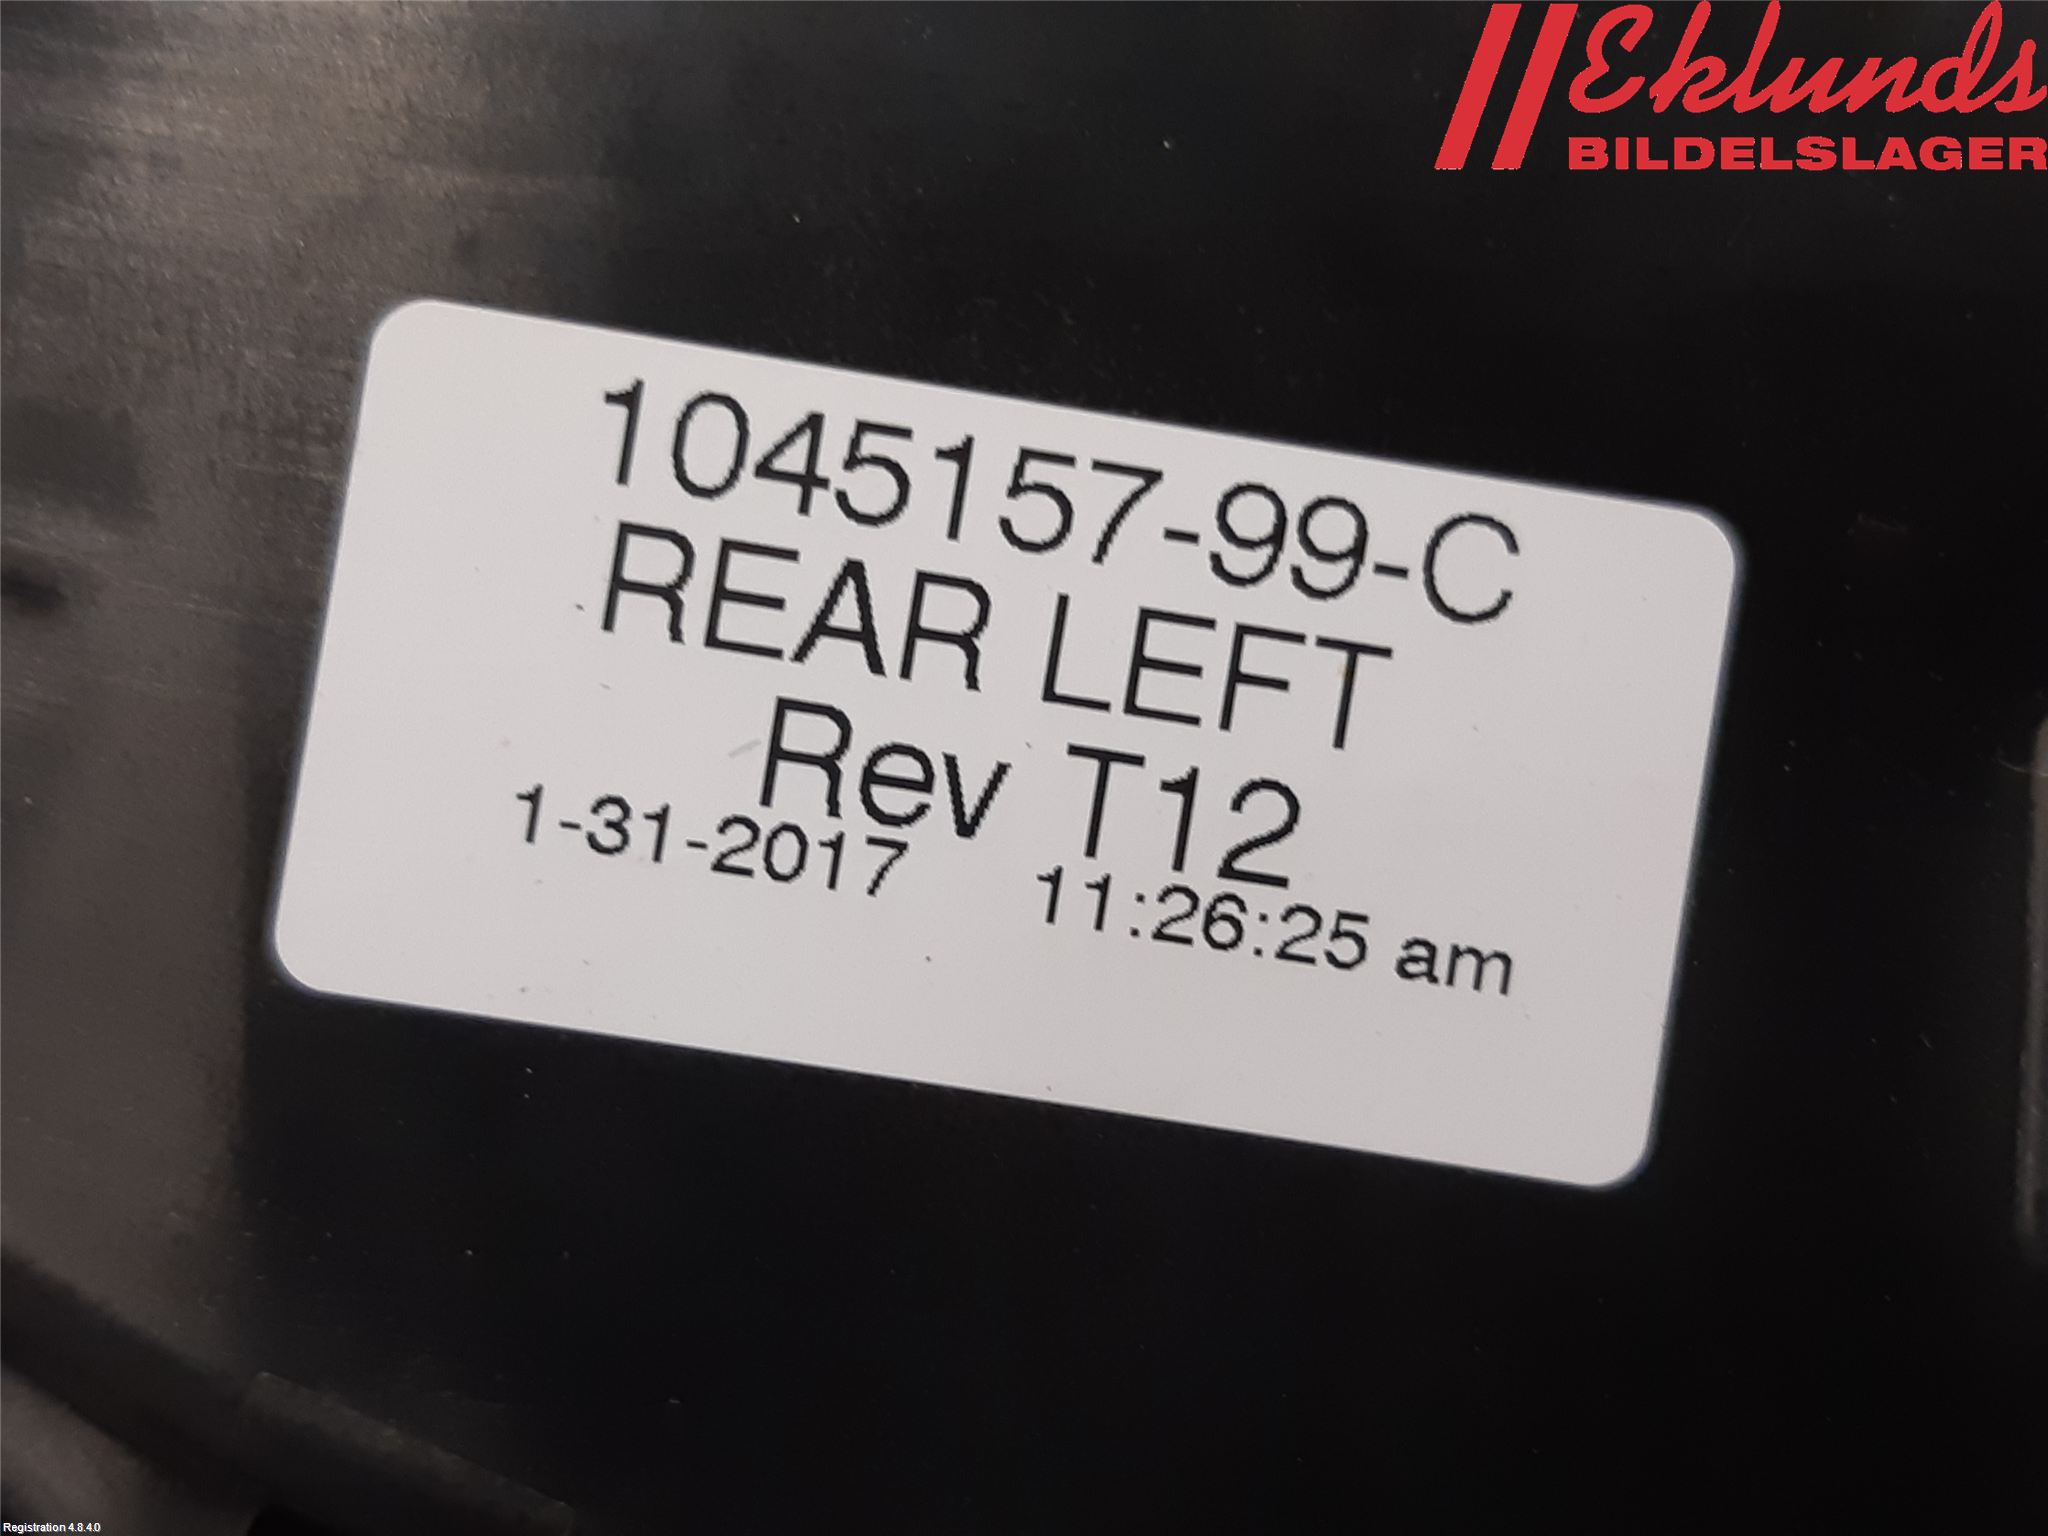 Eklunds
BILDELSLAGER
1045157-99-C
REAR LEFT
Rev T12
1-31-2017 11:26:25 am
Registration 4.8.4.0